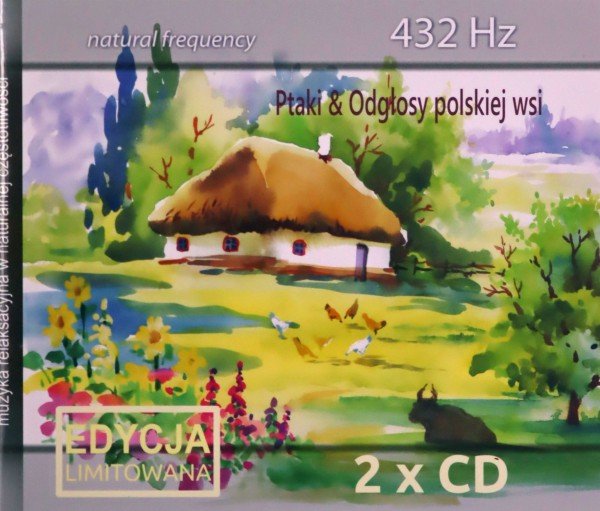 natural frequency
432 Hz
Ptaki & Odgłosy polskiej wsi
muzyka relaksacyjna w naturalnej częstotliwości
EDYCJA
LIMITOWANA
2 x CD